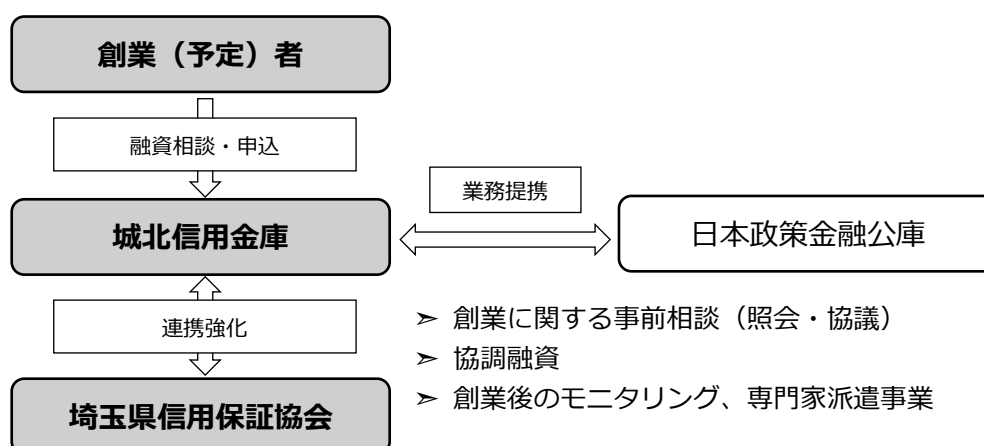 創業（予定）者
融資相談・申込
業務提携
城北信用金庫
日本政策金融公庫
連携強化
➢ 創業に関する事前相談（照会・協議）
➢ 協調融資
➢ 創業後のモニタリング、専門家派遣事業
埼玉県信用保証協会